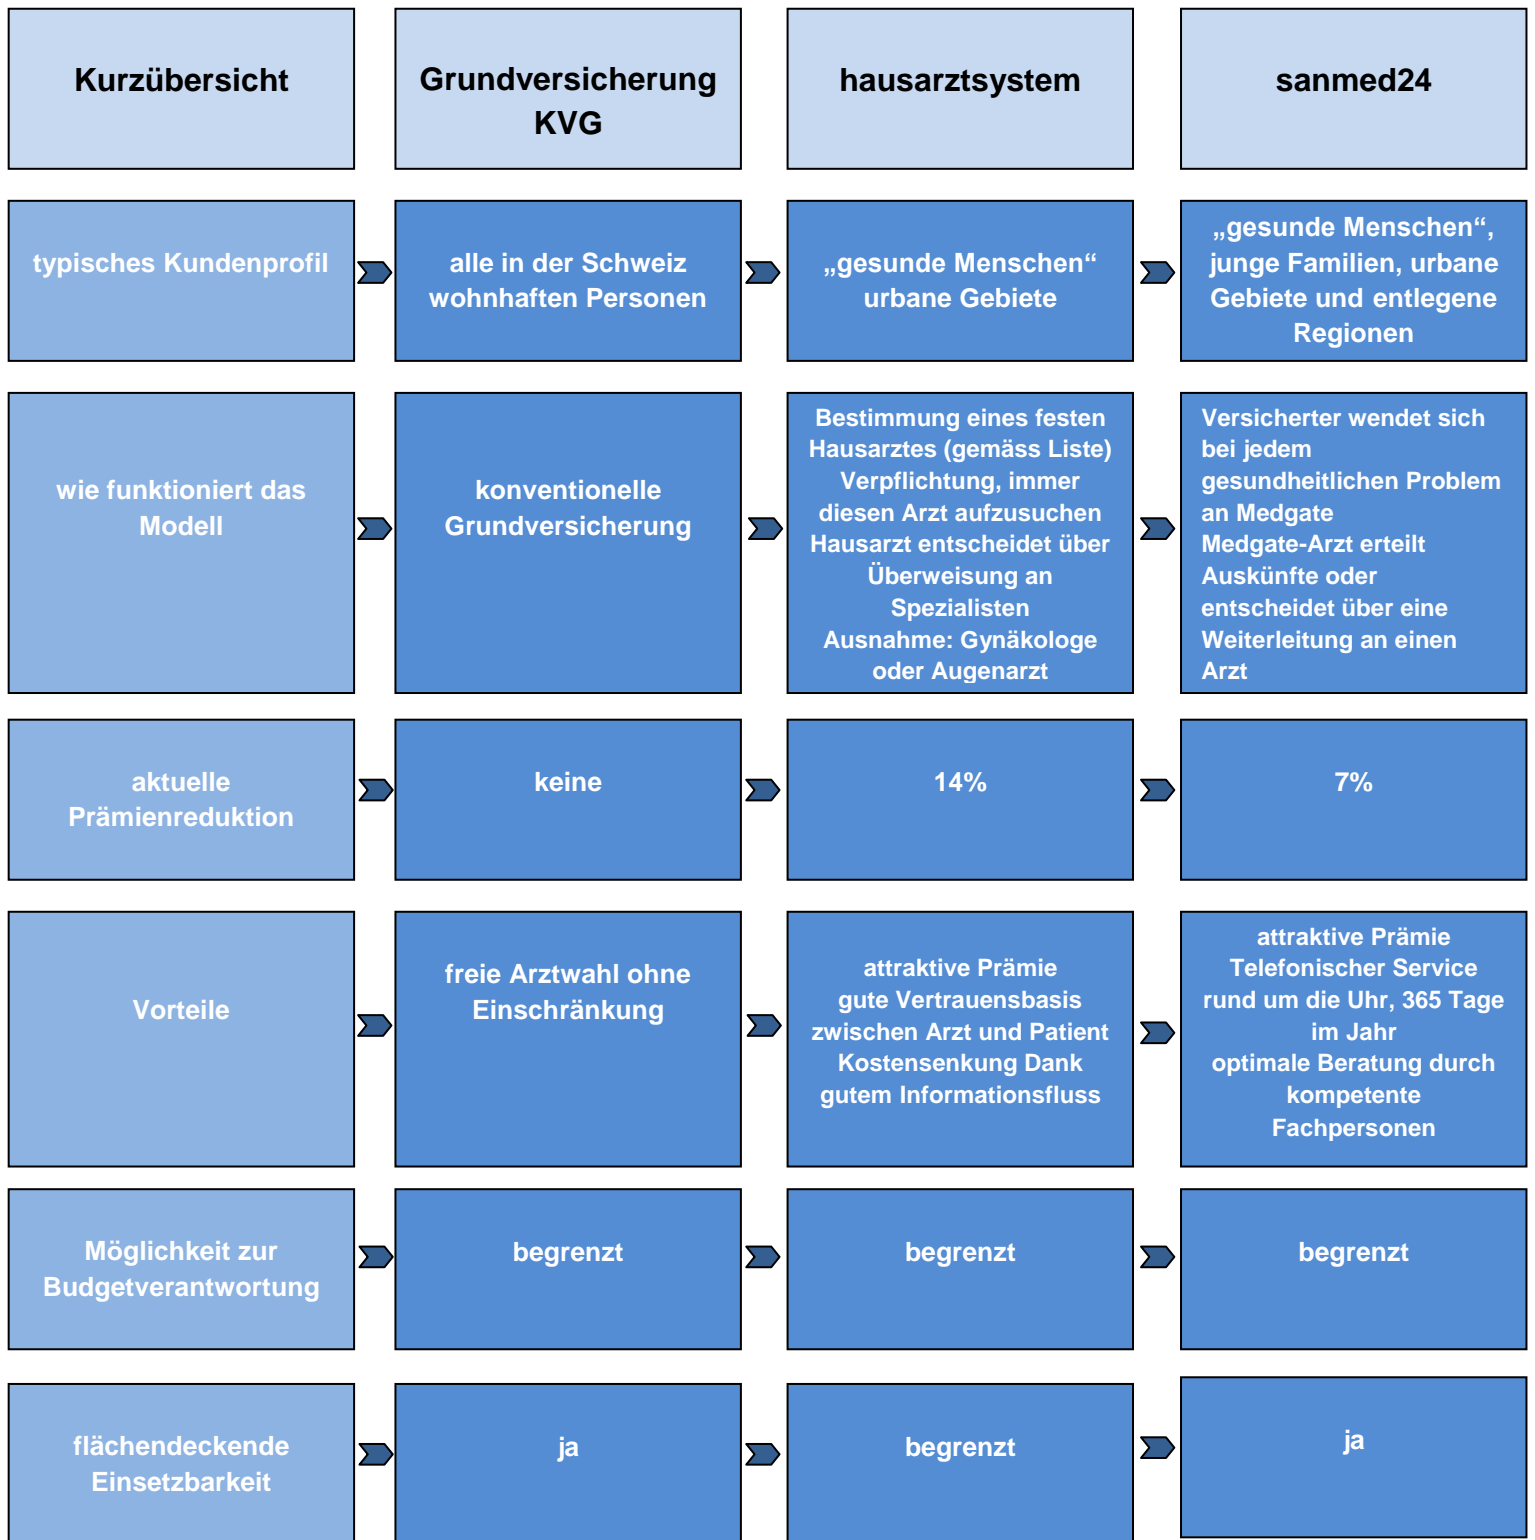 Kurzübersicht
Grundversicherung
KVG
hausarztsystem
sanmed24
typisches Kundenprofil
alle in der Schweiz
wohnhaften Personen
„gesunde Menschen“
urbane Gebiete
„gesunde Menschen“,
junge Familien, urbane
Gebiete und entlegene
Regionen
wie funktioniert das
Modell
konventionelle
Grundversicherung
Bestimmung eines festen
Hausarztes (gemäss Liste)
Verpflichtung, immer
diesen Arzt aufzusuchen
Hausarzt entscheidet über
Überweisung an
Spezialisten
Ausnahme: Gynäkologe
oder Augenarzt
Versicherter wendet sich
bei jedem
gesundheitlichen Problem
an Medgate
Medgate-Arzt erteilt
Auskünfte oder
entscheidet über eine
Weiterleitung an einen
Arzt
aktuelle
Prämienreduktion
keine
14%
7%
Vorteile
freie Arztwahl ohne
Einschränkung
attraktive Prämie
gute Vertrauensbasis
zwischen Arzt und Patient
Kostensenkung Dank
gutem Informationsfluss
attraktive Prämie
Telefonischer Service
rund um die Uhr, 365 Tage
im Jahr
optimale Beratung durch
kompetente
Fachpersonen
Möglichkeit zur
Budgetverantwortung
begrenzt
begrenzt
begrenzt
flächendeckende
Einsetzbarkeit
ja
begrenzt
ja